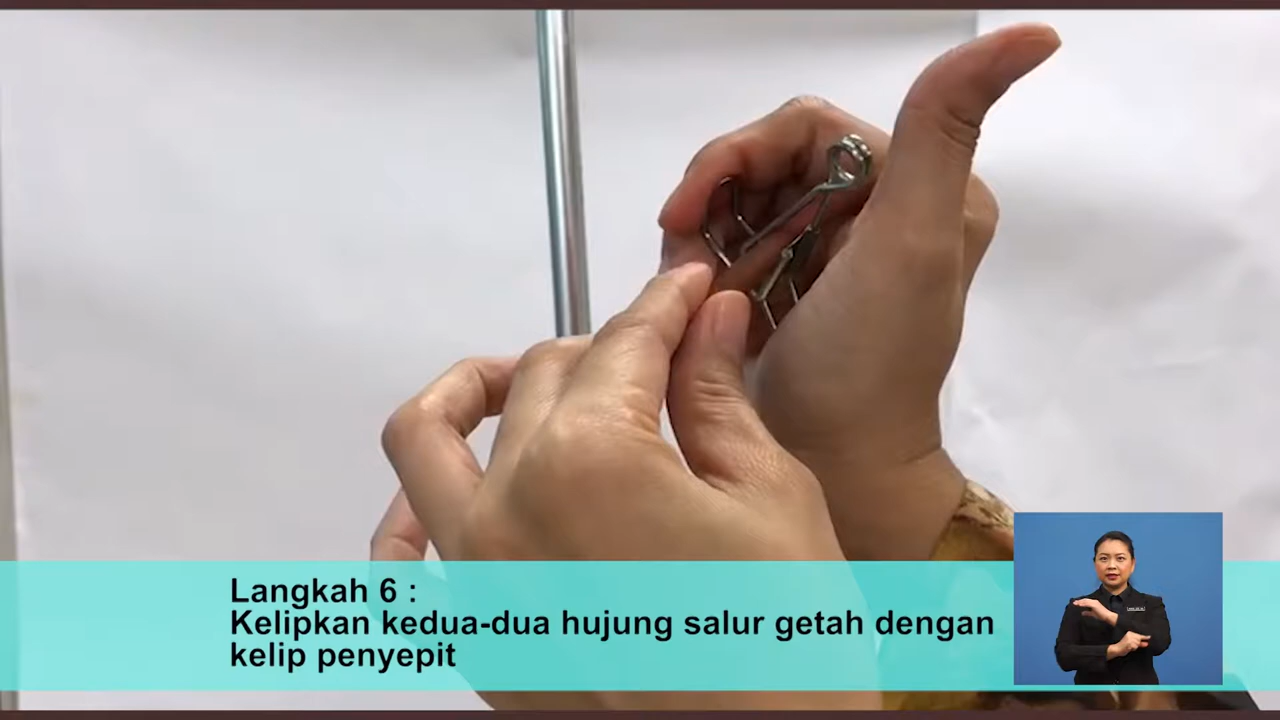 Langkah 6 :
Kelipkan kedua-dua hujung salur getah dengan
kelip penyepit